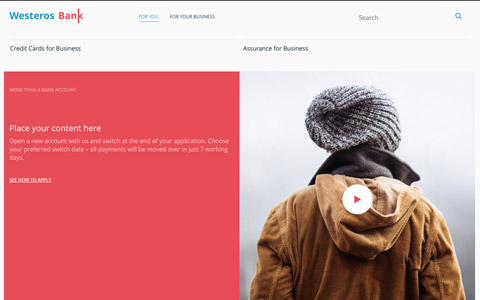 Westeros Bank
FOR YOU
FOR YOUR BUSINESS
Search
Credit Cards for Business
Assurance for Business
MORE THAN A BANK ACCOUNT
Place your content here
Open a new account with us and switch at the end of your application. Choose
your preferred switch date – all payments will be moved over in just 7 working
days.
SEE HOW TO APPLY